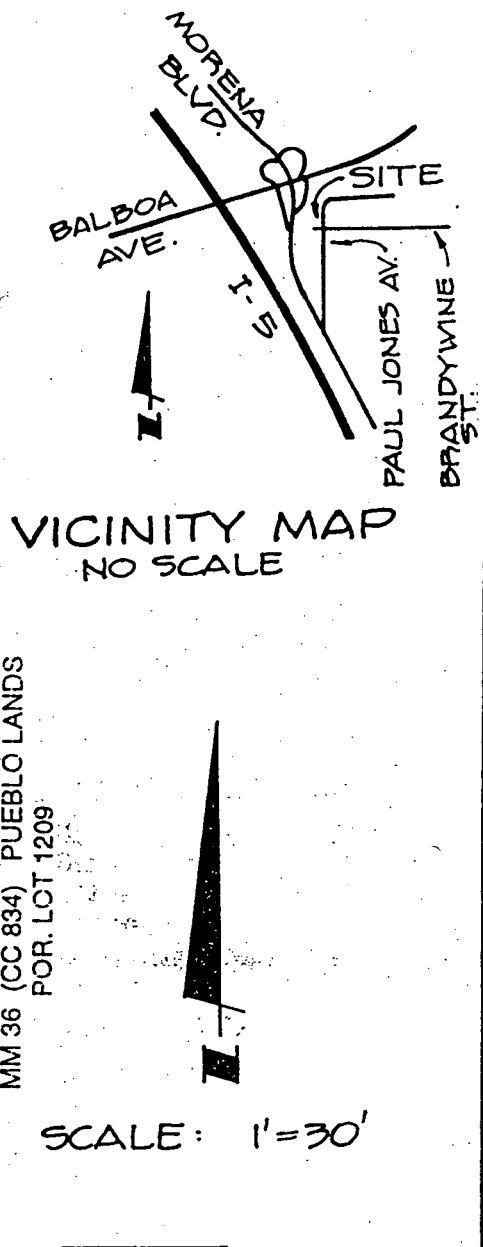 MORENA
BLVD.
BALBOA
AVE.
SITE
I-5
PAUL JONES AV.
BRANDYWINE
ST.
N
VICINITY MAP
NO SCALE
MM 36 (CC 834) PUEBLO LANDS
POR. LOT 1209
N
SCALE: 1'=30'